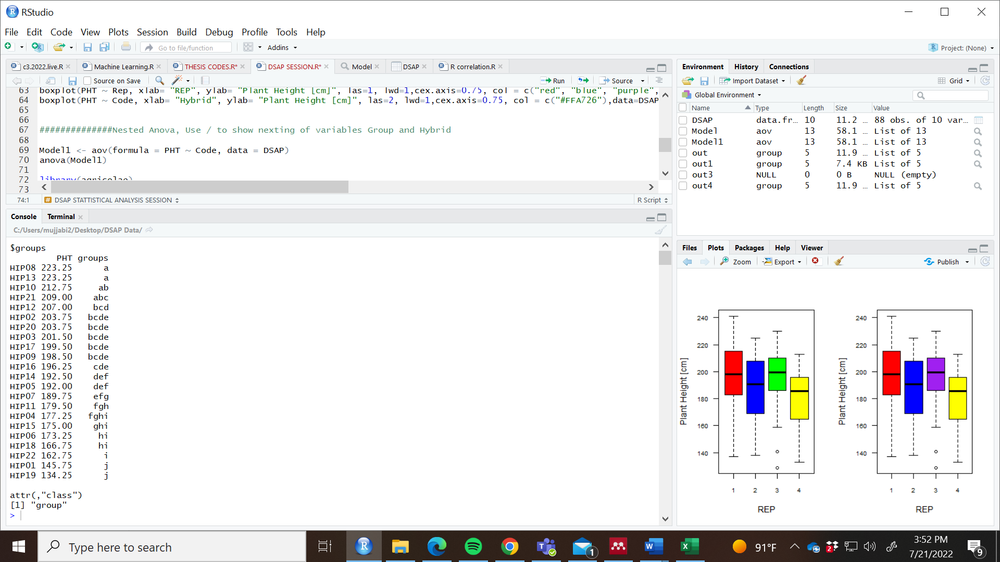 RStudio
File Edit Code View Plots Session Build Debug Profile Tools Help
Go to file/function Addins Project: (None)
c3.2022.live.R Machine Learning.R THESIS CODES.R* DSAP SESSION.R* Model DSAP R correlation.R
Source on Save Run Source
63 boxplot(PHT ~ Rep, xlab= "REP", ylab= "Plant Height [cm]", las=1, lwd=1,cex.axis=0.75, col = c("red", "blue", "purple",
64 boxplot(PHT ~ Code, xlab= "Hybrid", ylab= "Plant Height [cm]", las=2, lwd=1,cex.axis=0.75, col = c("#FFA726"),data=DSAP
65
66
67 ##############Nested Anova, Use / to show nexting of variables Group and Hybrid
68
69 Model1 <- aov(formula = PHT ~ Code, data = DSAP)
70 anova(Model1)
71
72 library(agricolae)
73
74:1 DSAP STATTISTICAL ANALYSIS SESSION R Script
Console Terminal
C:/Users/mujjabi2/Desktop/DSAP Data/
$groups
PHT groups
HIP08 223.25 a
HIP13 223.25 a
HIP10 212.75 ab
HIP21 209.00 abc
HIP12 207.00 bcd
HIP02 203.75 bcde
HIP20 203.75 bcde
HIP03 201.50 bcde
HIP17 199.50 bcde
HIP09 198.50 bcde
HIP16 196.25 cde
HIP14 192.50 def
HIP05 192.00 def
HIP07 189.75 efg
HIP11 179.50 fgh
HIP04 177.25 fghi
HIP15 175.00 ghi
HIP06 173.25 hi
HIP18 166.75 hi
HIP22 162.75 i
HIP01 145.75 j
HIP19 134.25 j
attr(,"class")
[1] "group"
>
Environment History Connections
Import Dataset Grid
Global Environment
Name Type Length Size Value
DSAP data.fr… 10 11.2 … 88 obs. of 10 var…
Model aov 13 58.1 … List of 13
Model1 aov 13 58.1 … List of 13
out group 5 11.9 … List of 5
out1 group 5 7.4 KB List of 5
out3 NULL 0 0 B NULL (empty)
out4 group 5 11.9 … List of 5
Files Plots Packages Help Viewer
Zoom Export Publish
240
220
200
180
160
140
Plant Height [cm]
1 2 3 4
REP
240
220
200
180
160
140
Plant Height [cm]
1 2 3 4
REP
Type here to search
1
91°F
2
3:52 PM
7/21/2022
9